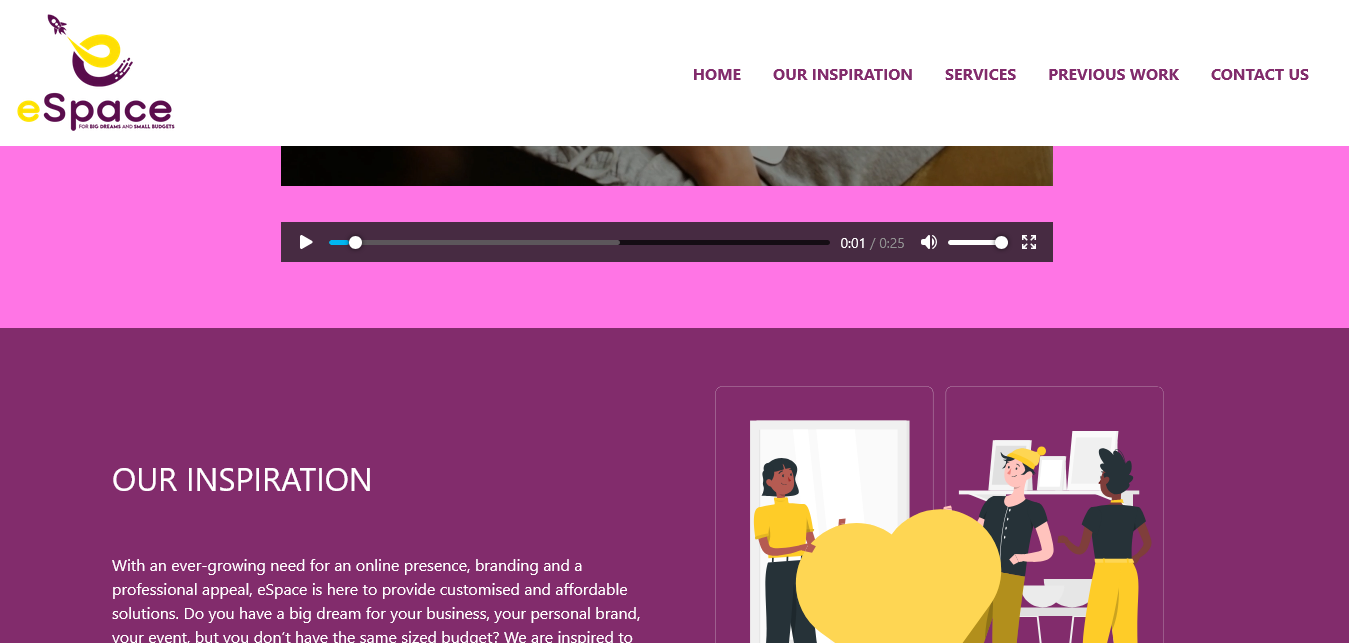 eSpace
FOR BIG DREAMS AND SMALL BUDGETS
HOME OUR INSPIRATION SERVICES PREVIOUS WORK CONTACT US
0:01 / 0:25
OUR INSPIRATION
With an ever-growing need for an online presence, branding and a
professional appeal, eSpace is here to provide customised and affordable
solutions. Do you have a big dream for your business, your personal brand,
your event, but you don’t have the same sized budget? We are inspired to